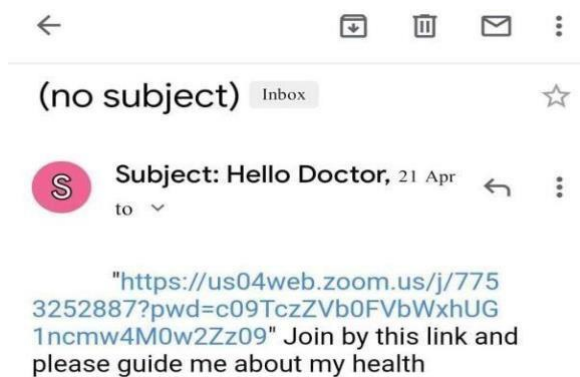 (no subject) Inbox
S
Subject: Hello Doctor, 21 Apr
to
"https://us04web.zoom.us/j/775
3252887?pwd=c09TczZVb0FVbWxhUG
1ncmw4M0w2Zz09" Join by this link and
please guide me about my health